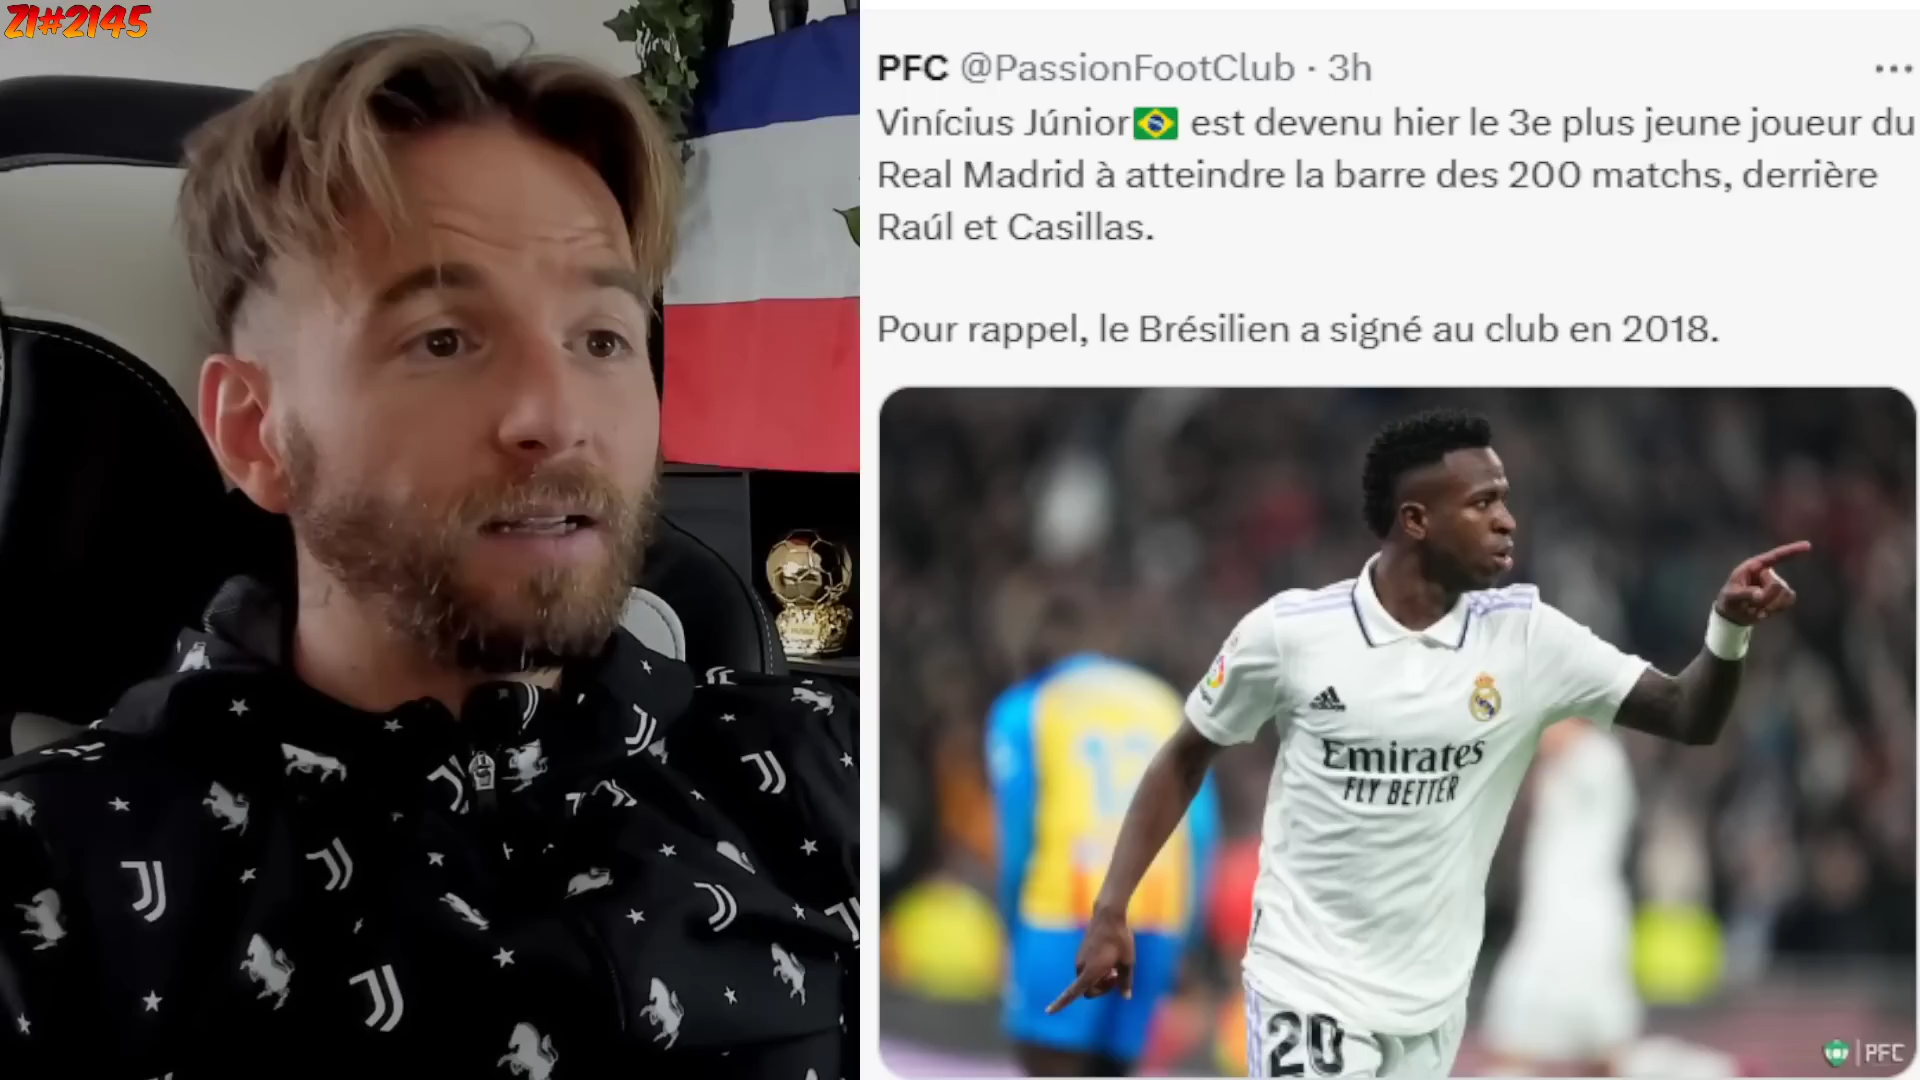 Z1#2145
PFC @PassionFootClub · 3h
Vinícius Júnior🇧🇷 est devenu hier le 3e plus jeune joueur du
Real Madrid à atteindre la barre des 200 matchs, derrière
Raúl et Casillas.
Pour rappel, le Brésilien a signé au club en 2018.
adidas
Emirates
FLY BETTER
20
PFC